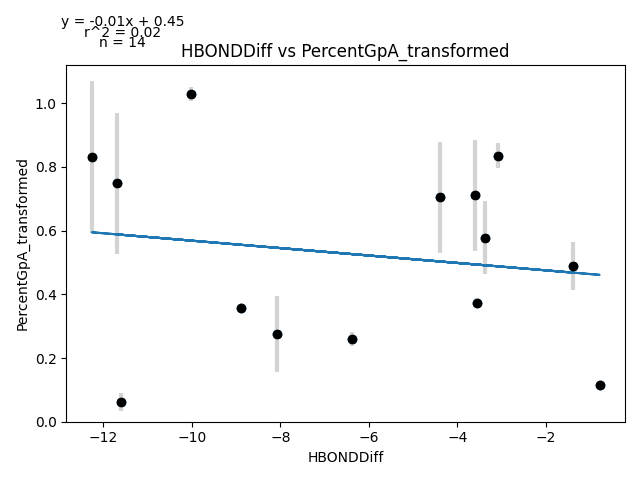 y = -0.01x + 0.45
r^2 = 0.02
n = 14
HBONDDiff vs PercentGpA_transformed
PercentGpA_transformed
1.0
0.8
0.6
0.4
0.2
0.0
−12
−10
−8
−6
−4
−2
HBONDDiff